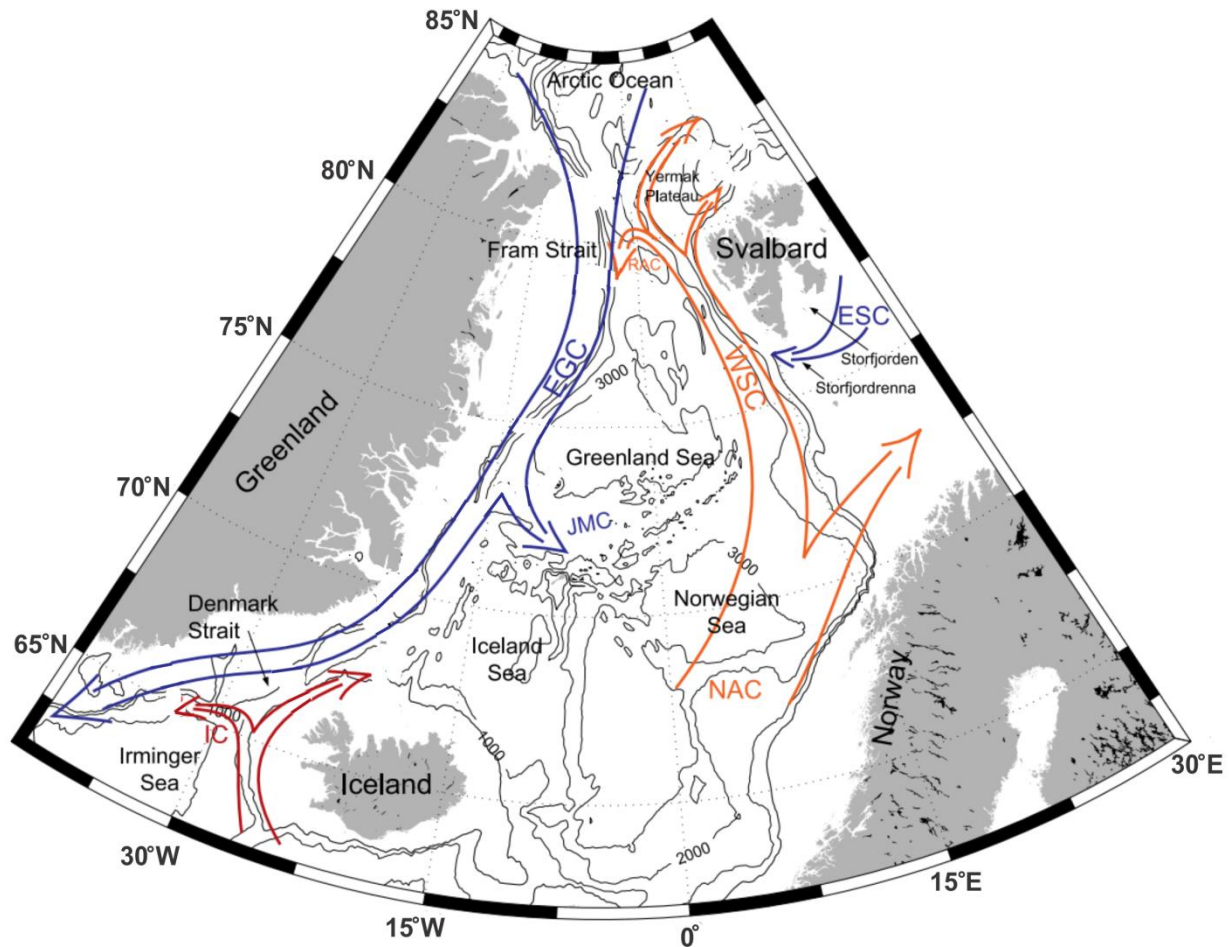 85°N
Arctic Ocean
80°N
Yermak
Plateau
Fram Strait
RAC
Svalbard
ESC
75°N
Storfjorden
Storfjordrenna
EGC
3000
WSC
Greenland
Greenland Sea
70°N
JMC
3000
Denmark
Strait
Norwegian
Sea
65°N
Iceland
Sea
NAC
Norway
1000
IC
1000
Irminger
Sea
Iceland
30°E
2000
30°W
15°E
15°W
0°